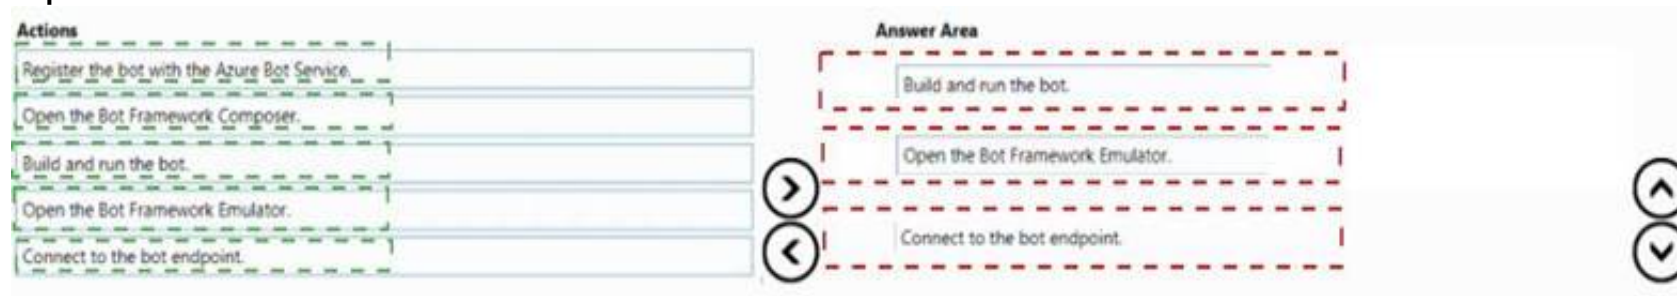 Actions
Register the bot with the Azure Bot Service.
Open the Bot Framework Composer.
Build and run the bot.
Open the Bot Framework Emulator.
Connect to the bot endpoint.
Answer Area
Build and run the bot.
Open the Bot Framework Emulator.
Connect to the bot endpoint.